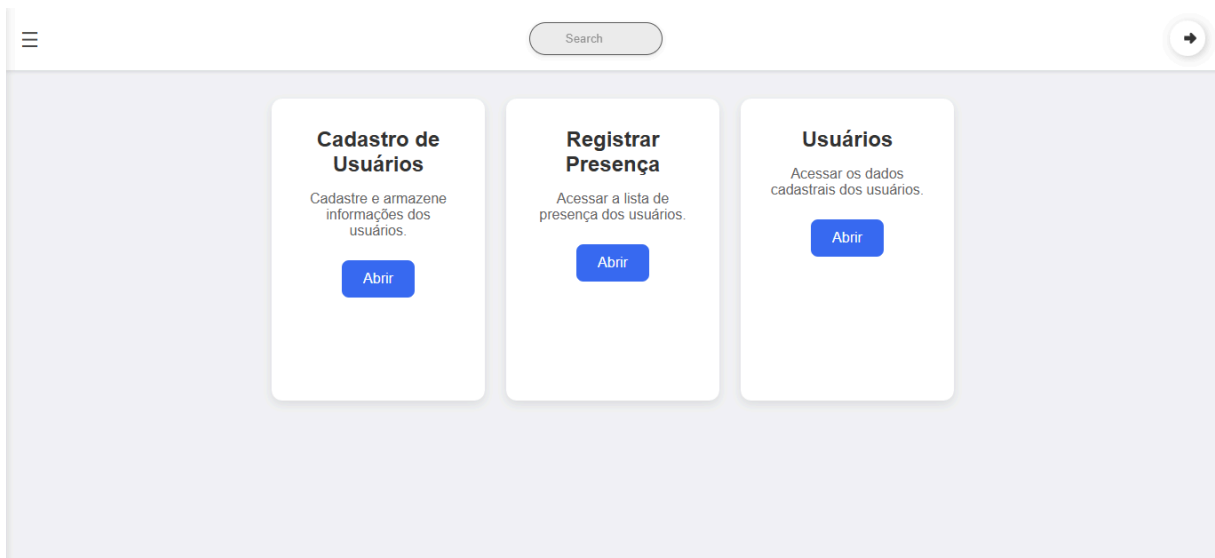 Search
Cadastro de
Usuários
Cadastre e armazene
informações dos
usuários.
Abrir
Registrar
Presença
Acessar a lista de
presença dos usuários.
Abrir
Usuários
Acessar os dados
cadastrais dos usuários.
Abrir